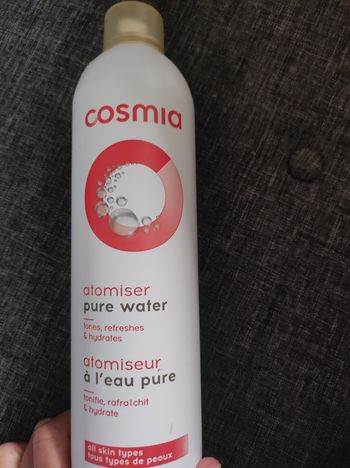 cosmia
atomiser
pure water
tones, refreshes
& hydrates
atomiseur
à l'eau pure
tonifie, rafraîchit
& hydrate
all skin types
tous types de peaux